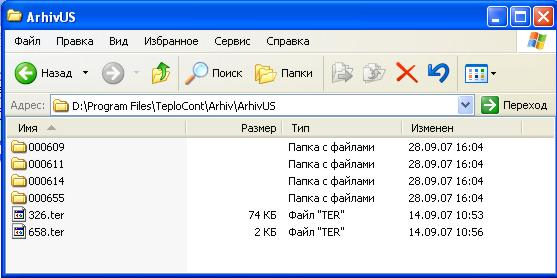 ArhivUS
Файл Правка Вид Избранное Сервис Справка
Назад Поиск Папки
Адрес: D:\Program Files\TeploCont\Arhiv\ArhivUS Переход
Имя Размер Тип Изменен
000609 Папка с файлами 28.09.07 16:04
000611 Папка с файлами 28.09.07 16:04
000614 Папка с файлами 28.09.07 16:04
000655 Папка с файлами 28.09.07 16:04
326.ter 74 КБ Файл "TER" 14.09.07 10:53
658.ter 2 КБ Файл "TER" 14.09.07 10:56